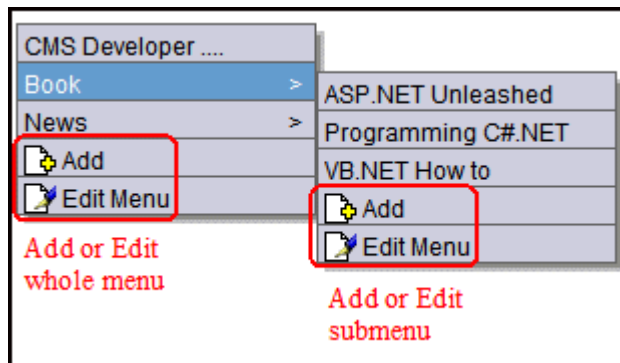 CMS Developer ....
Book >
News >
Add
Edit Menu
Add or Edit
whole menu
ASP.NET Unleashed
Programming C#.NET
VB.NET How to
Add
Edit Menu
Add or Edit
submenu